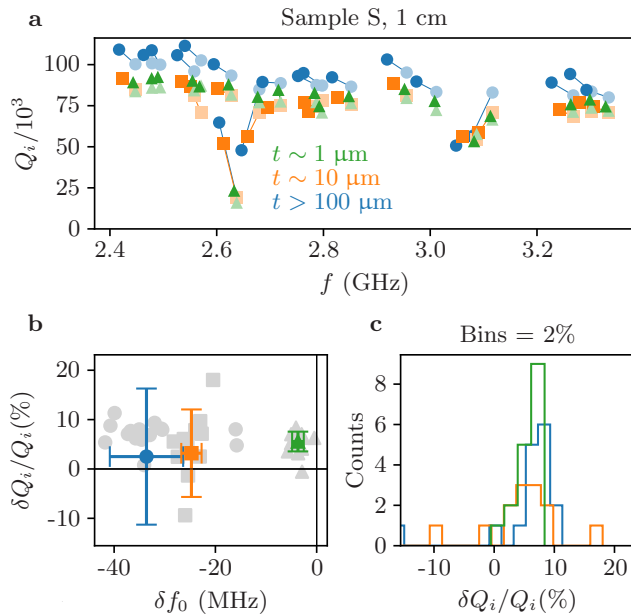 Sample S, 1 cm
a
100
75
50
25
0
Q_i/10^3
t ∼ 1 µm
t ∼ 10 µm
t > 100 µm
2.4 2.6 2.8 3.0 3.2
f (GHz)
b
20
10
0
-10
δQ_i/Q_i(%)
-40 -20 0
δf_0 (MHz)
c
Bins = 2%
8
6
4
2
0
Counts
-10 0 10 20
δQ_i/Q_i(%)